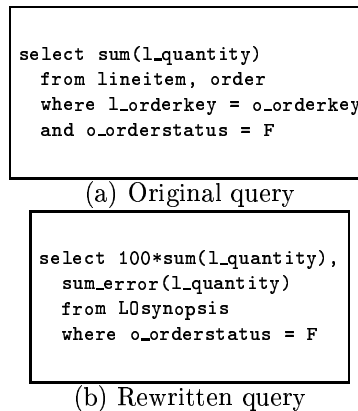 select sum(l_quantity)
from lineitem, order
where l_orderkey = o_orderkey
and o_orderstatus = F
(a) Original query
select 100*sum(l_quantity),
sum_error(l_quantity)
from LOsynopsis
where o_orderstatus = F
(b) Rewritten query